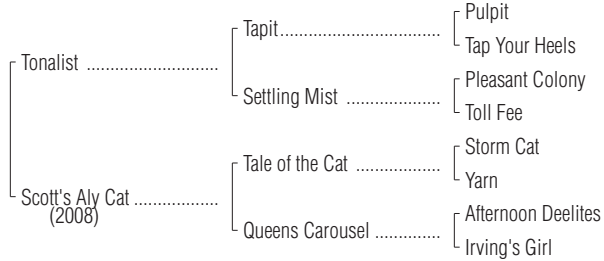 Pulpit
Tapit
Tap Your Heels
Tonalist
Pleasant Colony
Settling Mist
Toll Fee
Storm Cat
Tale of the Cat
Yarn
Scott's Aly Cat
(2008)
Afternoon Deelites
Queens Carousel
Irving's Girl